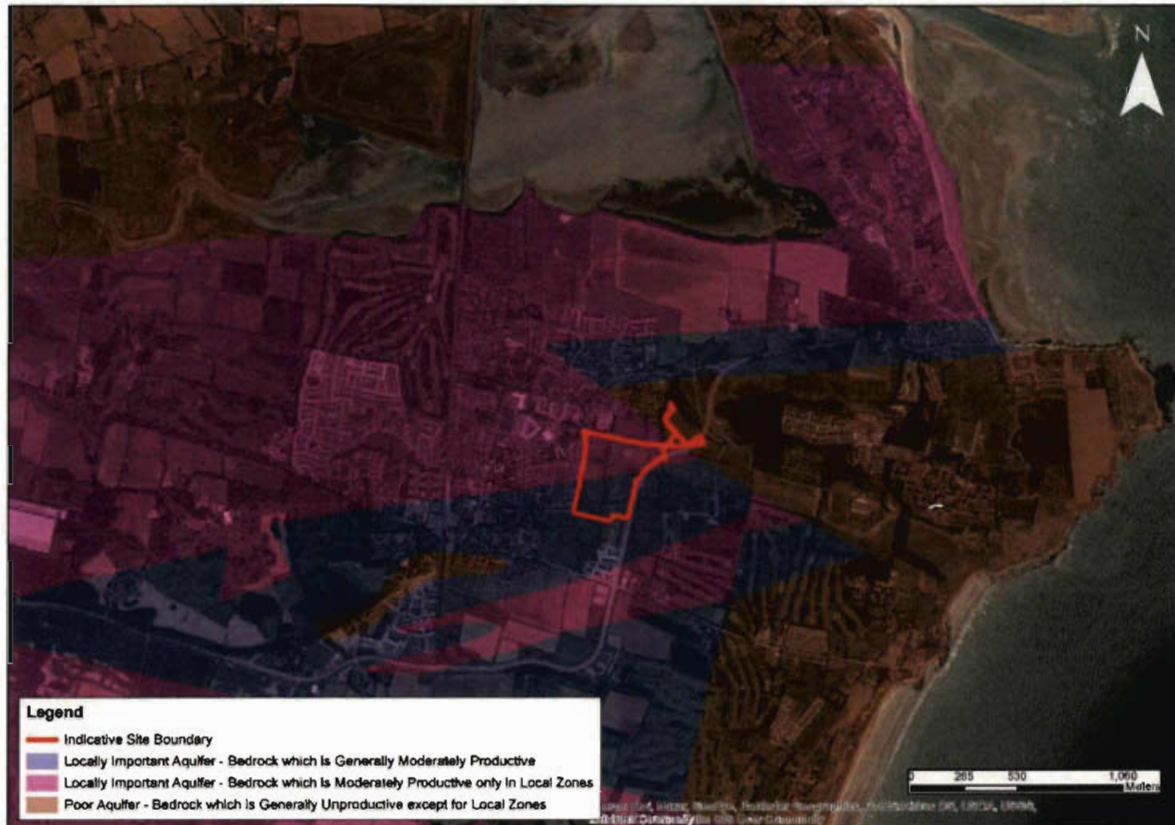 N
Legend
Indicative Site Boundary
Locally Important Aquifer - Bedrock which is Generally Moderately Productive
Locally Important Aquifer - Bedrock which is Moderately Productive only in Local Zones
Poor Aquifer - Bedrock which is Generally Unproductive except for Local Zones
0 265 530 1,060
Meters